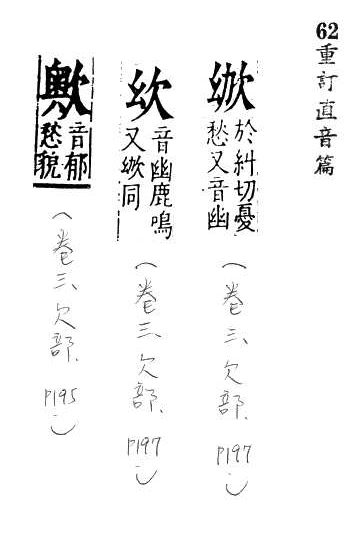 62重訂直音篇
於糾切憂
愁又音幽
(卷三、欠部、P197)
音幽鹿鳴
又同
(卷三、欠部、P197)
音郁
愁貌
(卷三、欠部、P195)